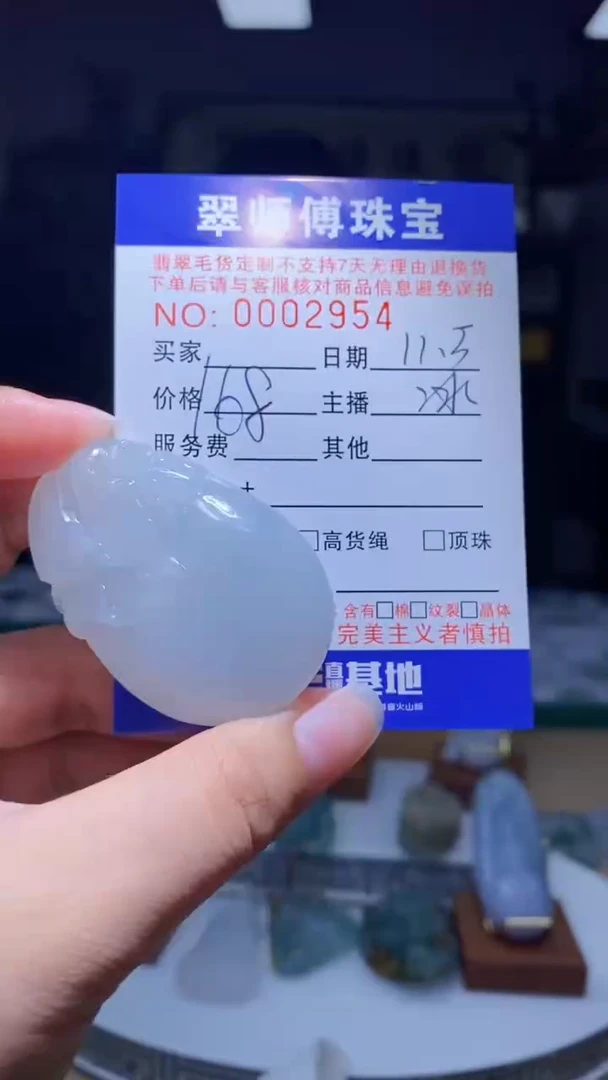 翠师傅珠宝
翡翠毛货定制不支持7天无理由退换货
下单后请与客服核对商品信息避免误拍
NO: 0002954
买家 日期 11.5
价格 168 主播 冰
服务费 其他
+
高货绳 顶珠
含有 棉 纹裂 晶体
完美主义者慎拍
基地